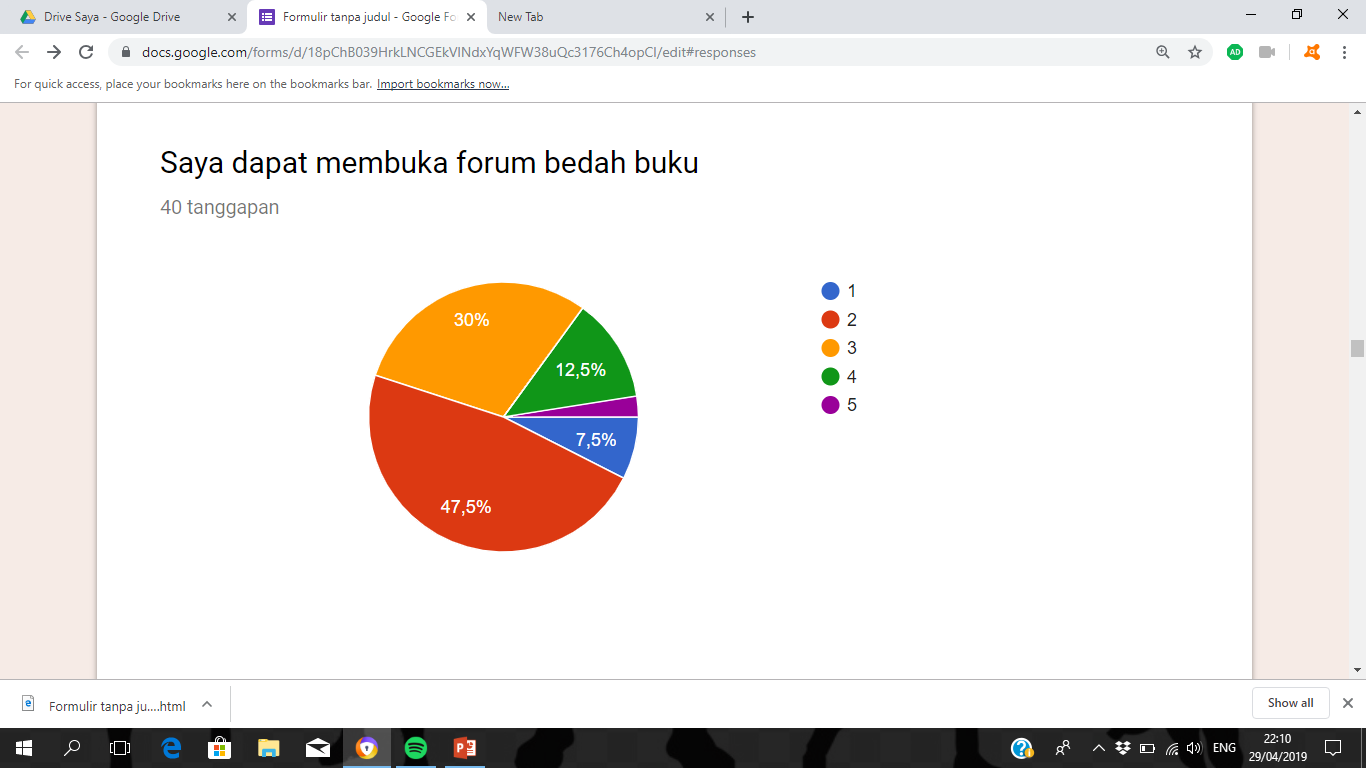 Drive Saya - Google Drive
Formulir tanpa judul - Google Fo
New Tab
docs.google.com/forms/d/18pChB039HrkLNCGEkVINdxYqWFW38uQc3176Ch4opCI/edit#responses
AD
For quick access, place your bookmarks here on the bookmarks bar. Import bookmarks now...
Saya dapat membuka forum bedah buku
40 tanggapan
30%
12,5%
7,5%
47,5%
1
2
3
4
5
Formulir tanpa ju....html
Show all
ENG
22:10
29/04/2019